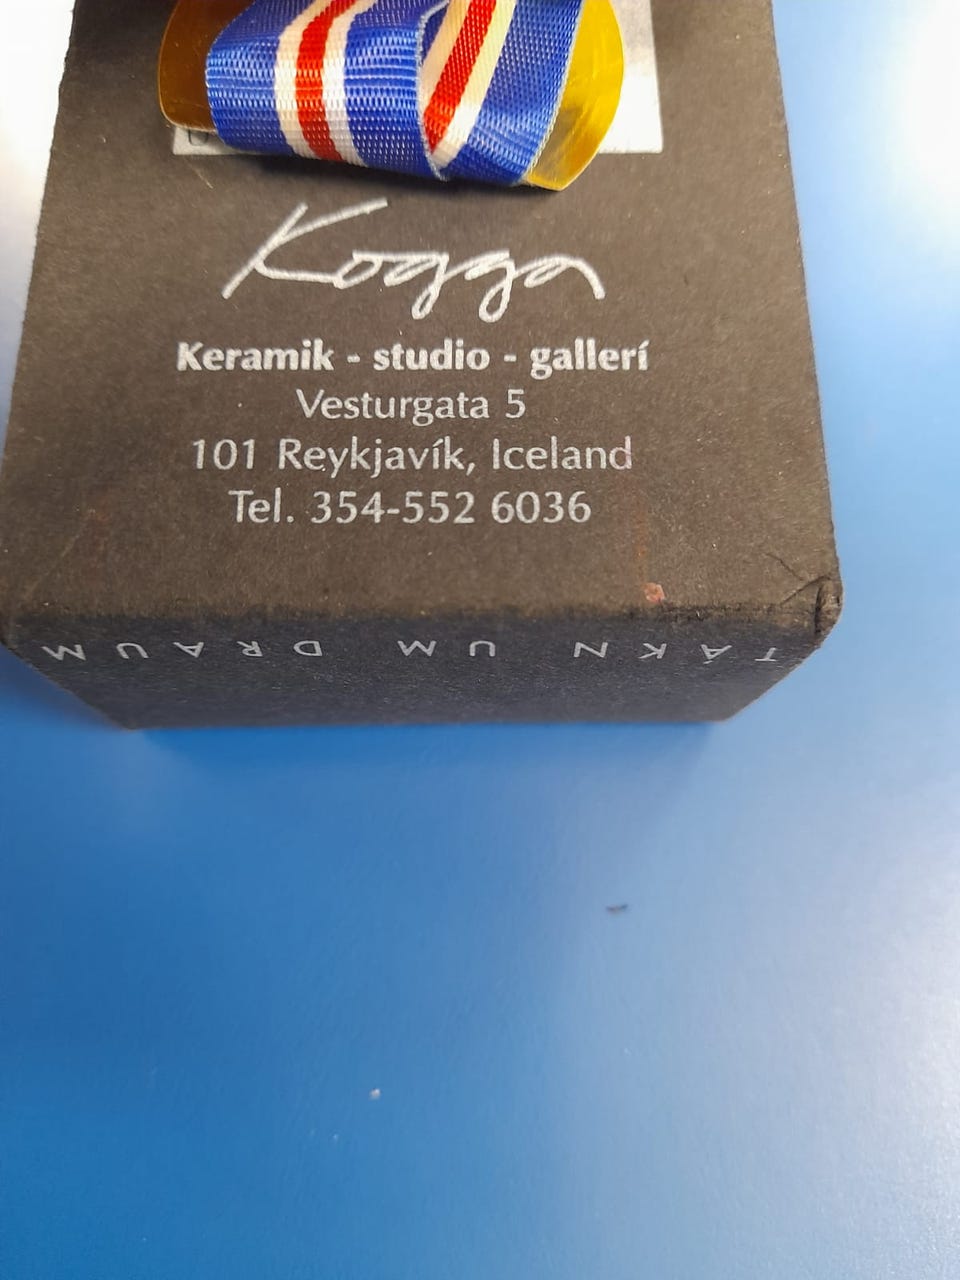 Kogga
Keramik - studio - gallerí
Vesturgata 5
101 Reykjavík, Iceland
Tel. 354-552 6036
TÁKN UM DRAUM